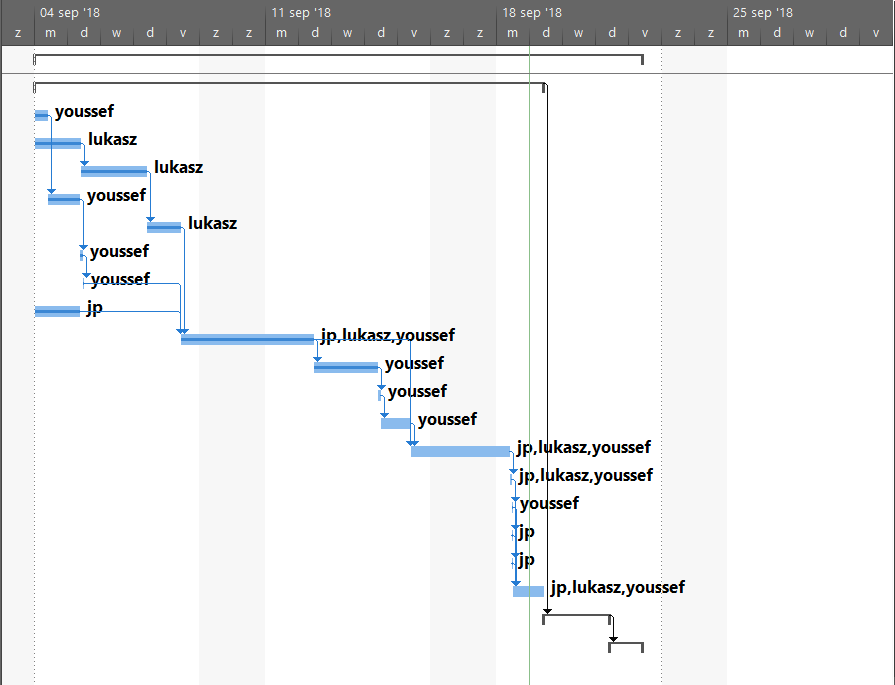 04 sep '18 11 sep '18 18 sep '18 25 sep '18
z m d w d v z z m d w d v z z m d w d v z z m d w d v
youssef
lukasz
lukasz
youssef
lukasz
youssef
youssef
jp
jp,lukasz,youssef
youssef
youssef
youssef
jp,lukasz,youssef
jp,lukasz,youssef
youssef
jp
jp
jp,lukasz,youssef